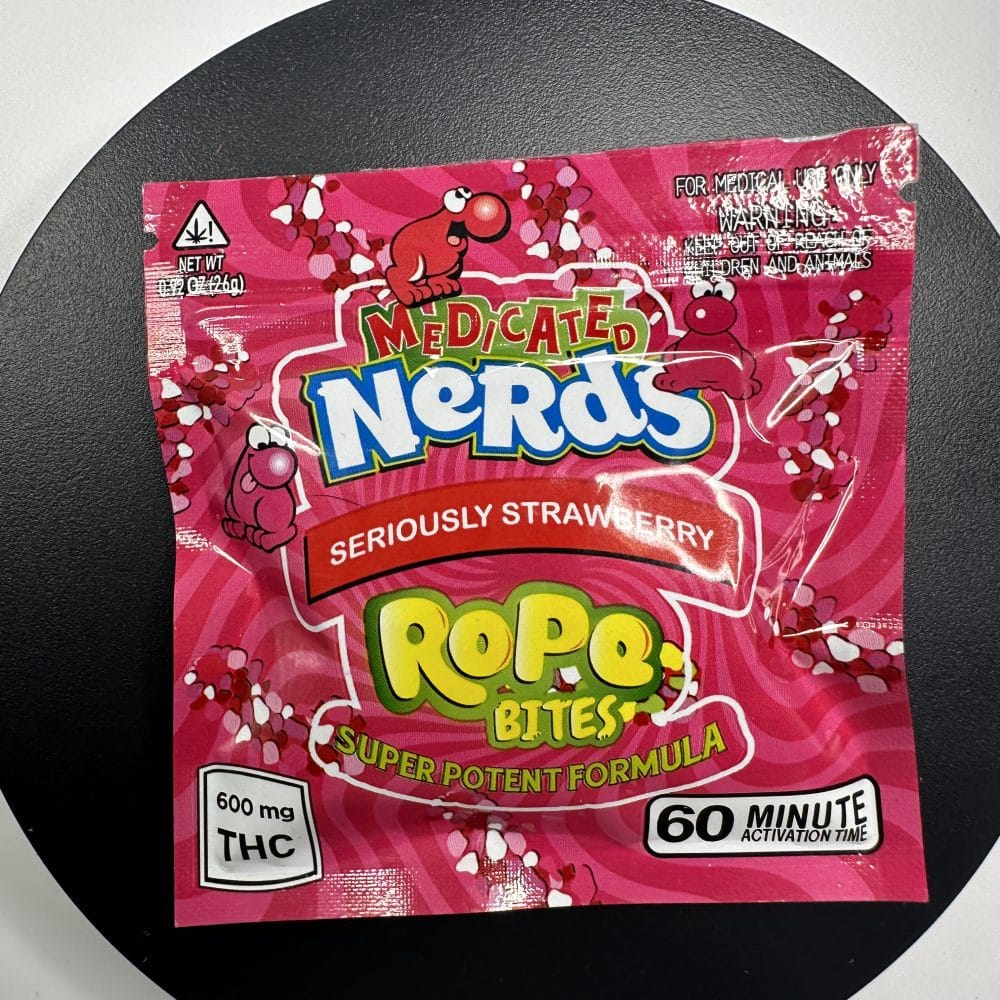 FOR MEDICAL USE ONLY
WARNING:
KEEP OUT OF REACH OF
CHILDREN AND ANIMALS
NET WT
0.92 OZ (26g)
MEDICATED
NeRdS
SERIOUSLY STRAWBERRY
ROPe
BITES
SUPER POTENT FORMULA
600 mg
THC
60 MINUTE
ACTIVATION TIME